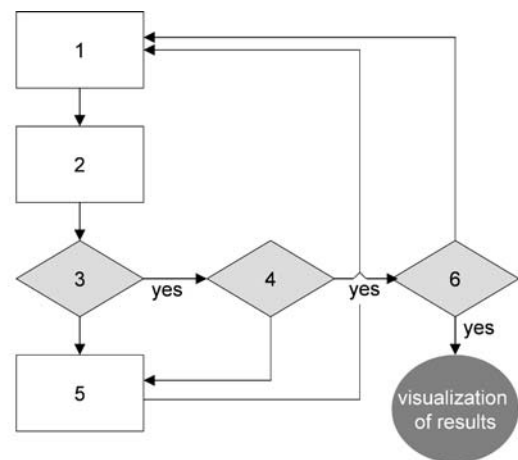 1
2
3
yes
4
yes
6
yes
5
visualization
of results